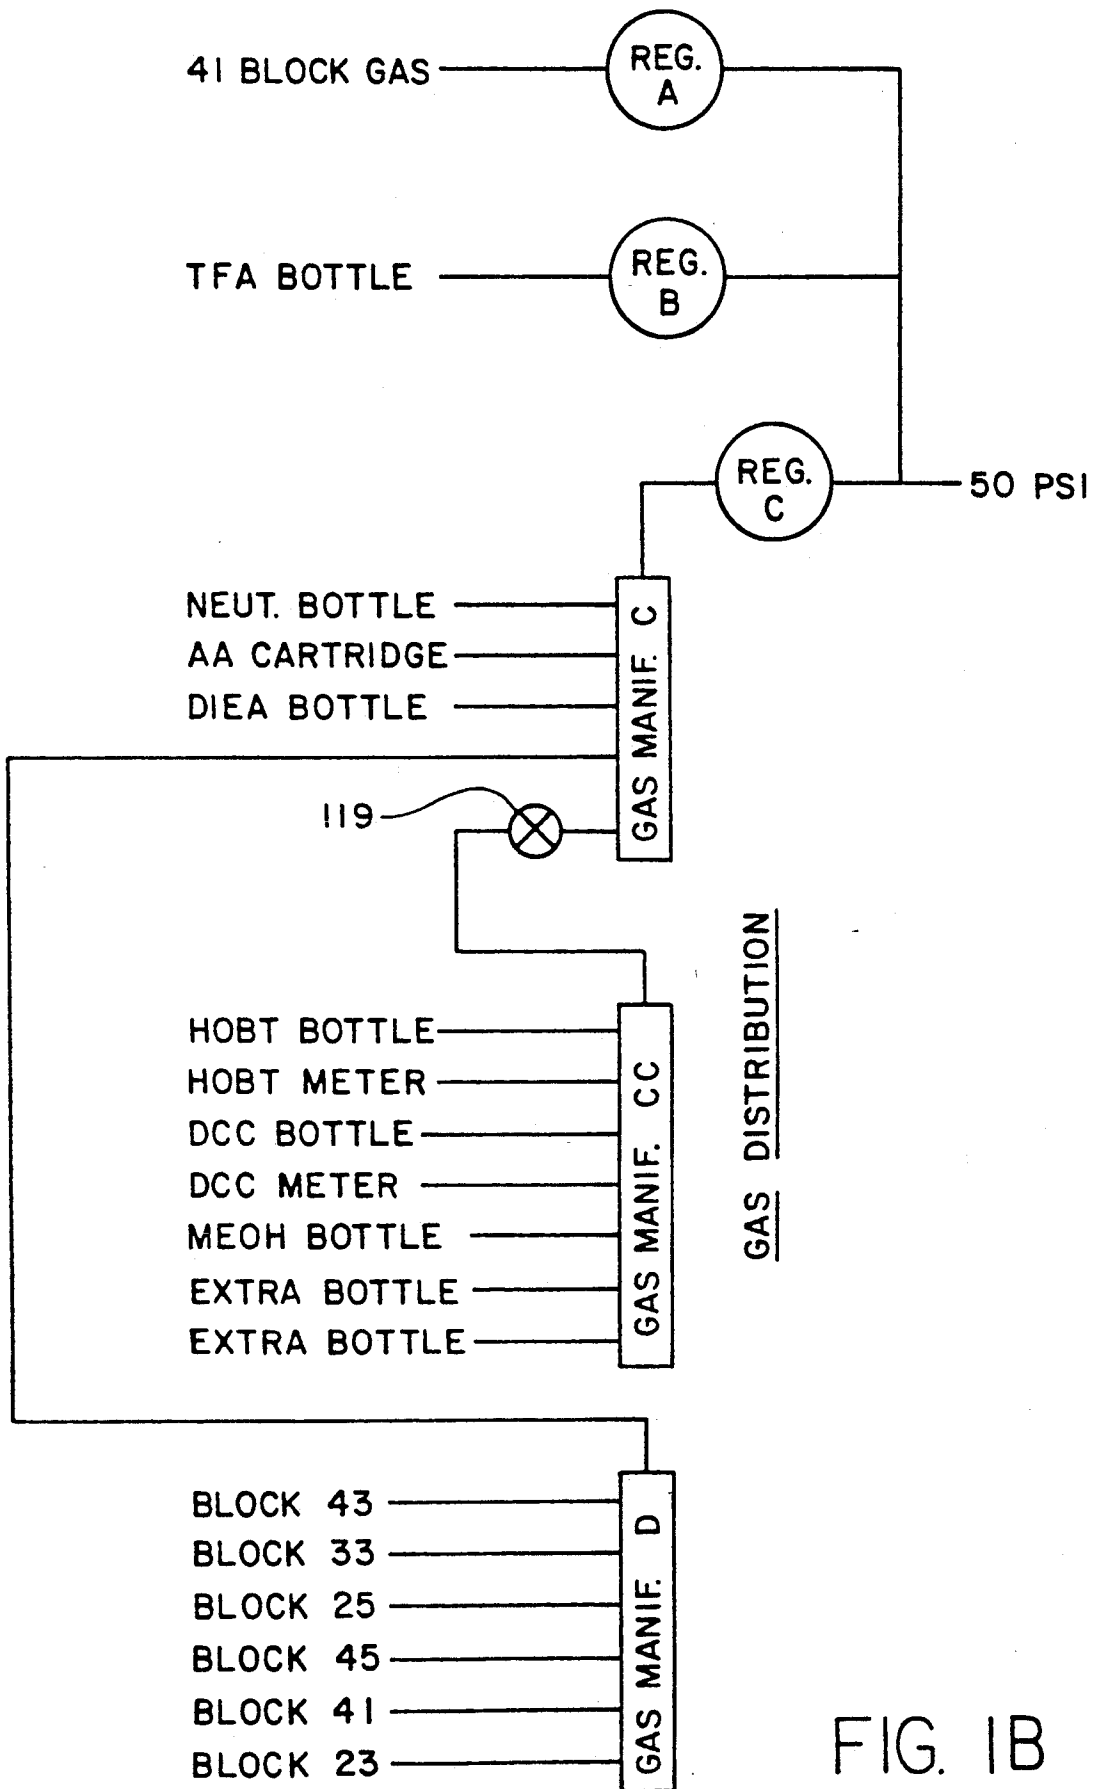 41 BLOCK GAS
REG.
A
TFA BOTTLE
REG.
B
REG.
C
50 PSI
NEUT. BOTTLE
AA CARTRIDGE
DIEA BOTTLE
GAS MANIF. C
119
HOBT BOTTLE
HOBT METER
DCC BOTTLE
DCC METER
MEOH BOTTLE
EXTRA BOTTLE
EXTRA BOTTLE
GAS MANIF. CC
GAS DISTRIBUTION
BLOCK 43
BLOCK 33
BLOCK 25
BLOCK 45
BLOCK 41
BLOCK 23
GAS MANIF. D
FIG. 1B